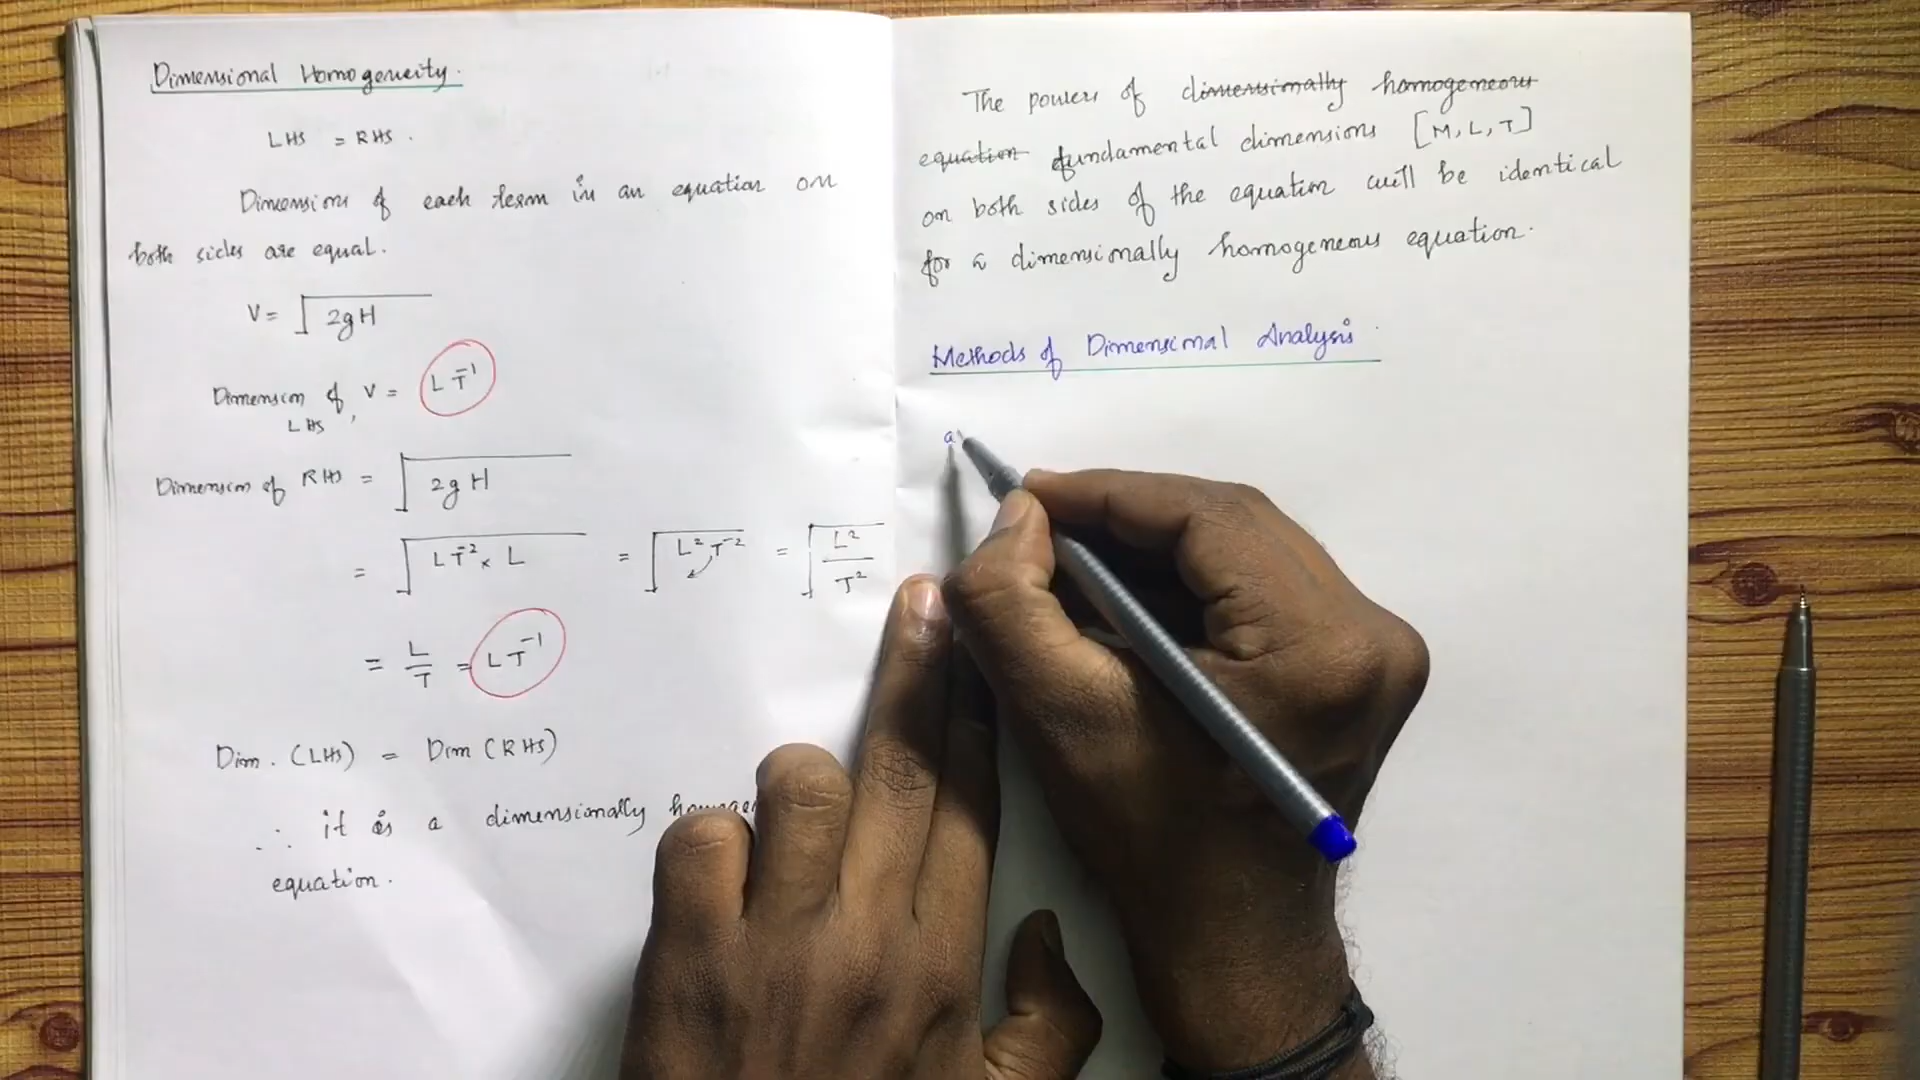 Dimensional Homogeneity.
LHS = RHS.
Dimensions of each term in an equation on
both sides are equal.
V = √2gH
Dimension of V = LT⁻¹
LHS,
Dimension of RHS = √2gH
= √LT⁻² × L = √L² T⁻² = √L²/T²
= L/T = LT⁻¹
Dim. (LHS) = Dim (RHS)
∴ it is a dimensionally
equation.
The powers of dimensionally homogeneous
equation fundamental dimensions [M, L, T]
on both sides of the equation will be identical
for a dimensionally homogeneous equation.
Methods of Dimensional Analysis.
a